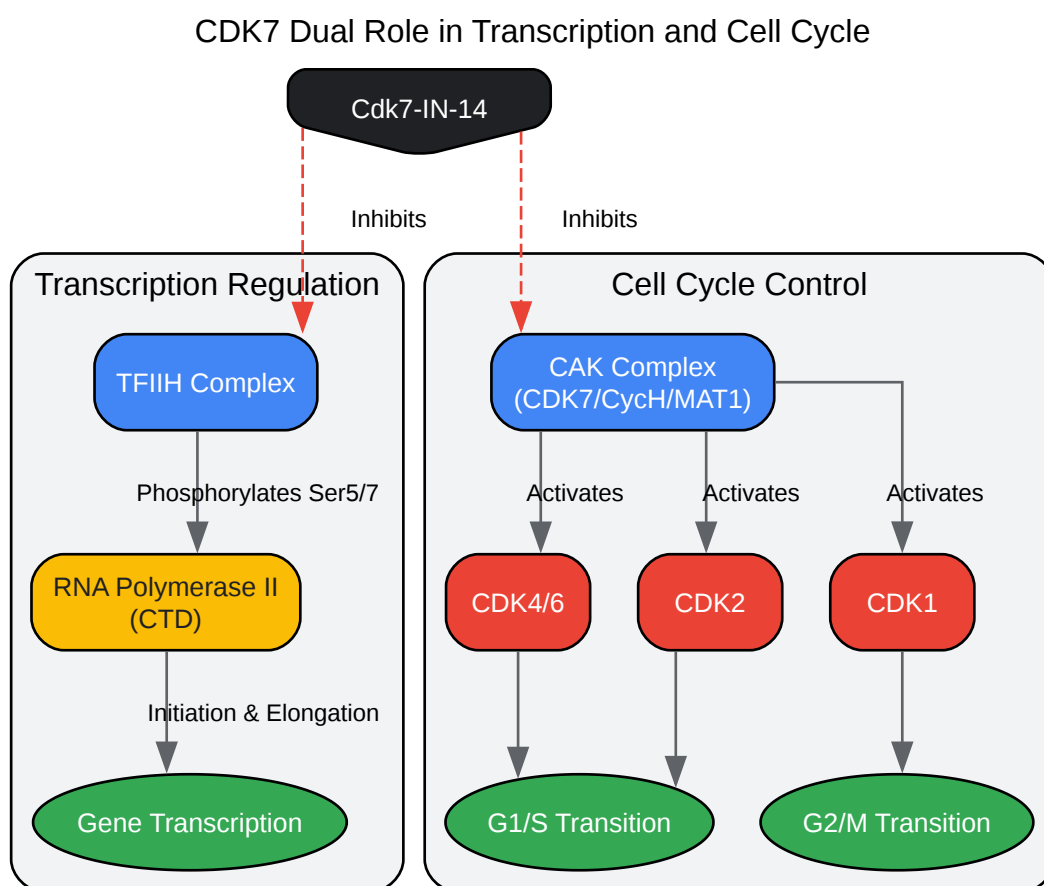 CDK7 Dual Role in Transcription and Cell Cycle
Cdk7-IN-14
Inhibits
Inhibits
Transcription Regulation
TFIIH Complex
Phosphorylates Ser5/7
RNA Polymerase II
(CTD)
Initiation & Elongation
Gene Transcription
Cell Cycle Control
CAK Complex
(CDK7/CycH/MAT1)
Activates
Activates
Activates
CDK4/6
CDK2
CDK1
G1/S Transition
G2/M Transition